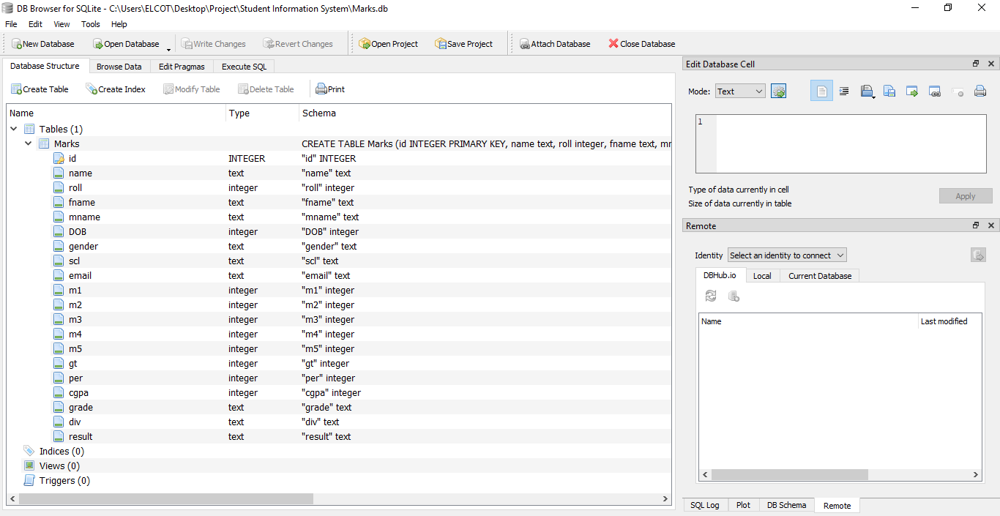 DB Browser for SQLite - C:\Users\ELCOT\Desktop\Project\Student Information System\Marks.db
File Edit View Tools Help
New Database Open Database Write Changes Revert Changes Open Project Save Project Attach Database Close Database
Database Structure Browse Data Edit Pragmas Execute SQL
Create Table Create Index Modify Table Delete Table Print
Name Type Schema
Tables (1)
Marks CREATE TABLE Marks (id INTEGER PRIMARY KEY, name text, roll integer, fname text, mr
id INTEGER "id" INTEGER
name text "name" text
roll integer "roll" integer
fname text "fname" text
mname text "mname" text
DOB integer "DOB" integer
gender text "gender" text
scl text "scl" text
email text "email" text
m1 integer "m1" integer
m2 integer "m2" integer
m3 integer "m3" integer
m4 integer "m4" integer
m5 integer "m5" integer
gt integer "gt" integer
per integer "per" integer
cgpa integer "cgpa" integer
grade text "grade" text
div text "div" text
result text "result" text
Indices (0)
Views (0)
Triggers (0)
Edit Database Cell
Mode: Text
1
Type of data currently in cell
Size of data currently in table
Apply
Remote
Identity Select an identity to connect
DBHub.io Local Current Database
Name Last modified
SQL Log Plot DB Schema Remote